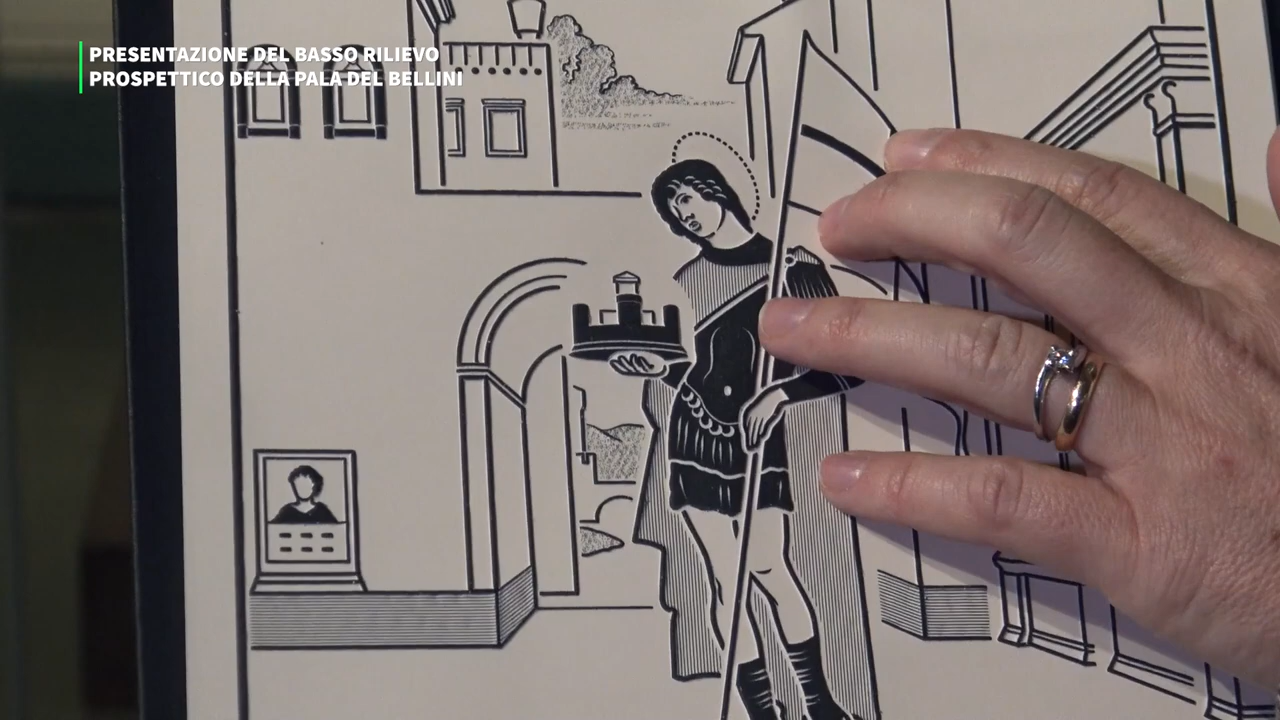 PRESENTAZIONE DEL BASSO RILIEVO
PROSPETTICO DELLA PALA DEL BELLINI